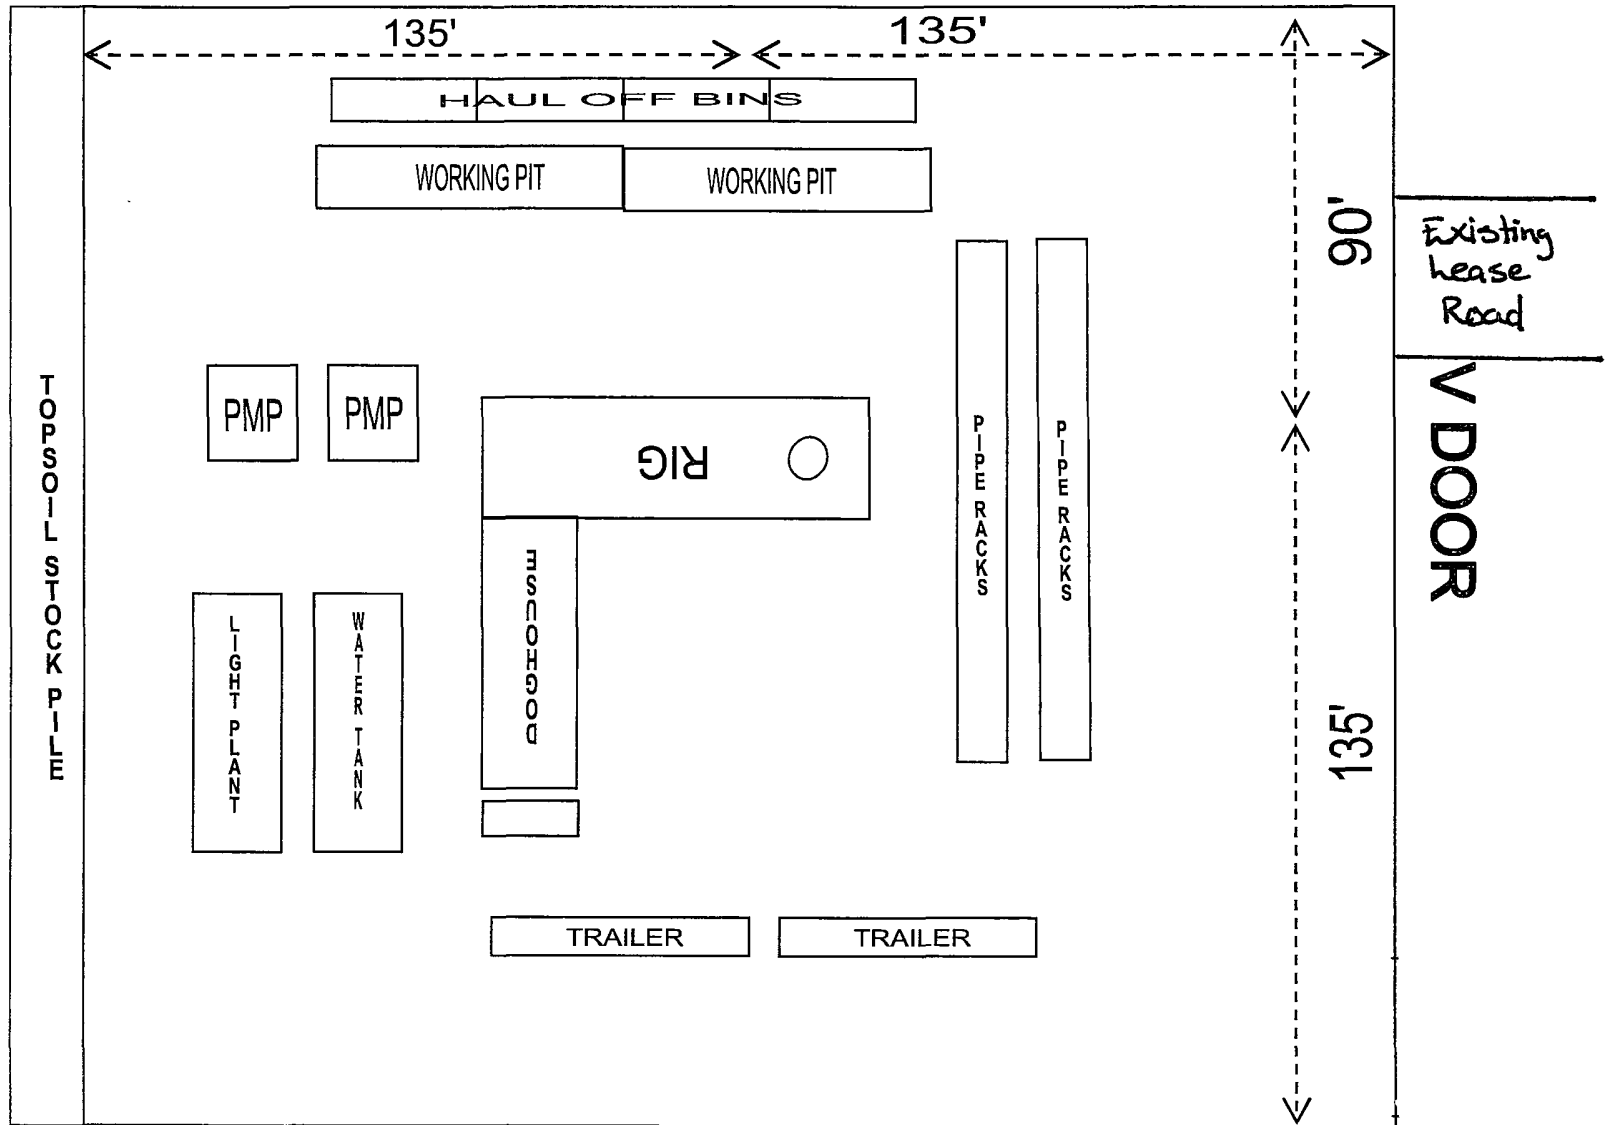 135'
135'
HAUL OFF BINS
WORKING PIT
WORKING PIT
90'
Existing
Lease
Road
V DOOR
TOPSOIL STOCK PILE
PMP
PMP
RIG
PIPE RACKS
PIPE RACKS
DOGHOUSE
LIGHT PLANT
WATER TANK
135'
TRAILER
TRAILER